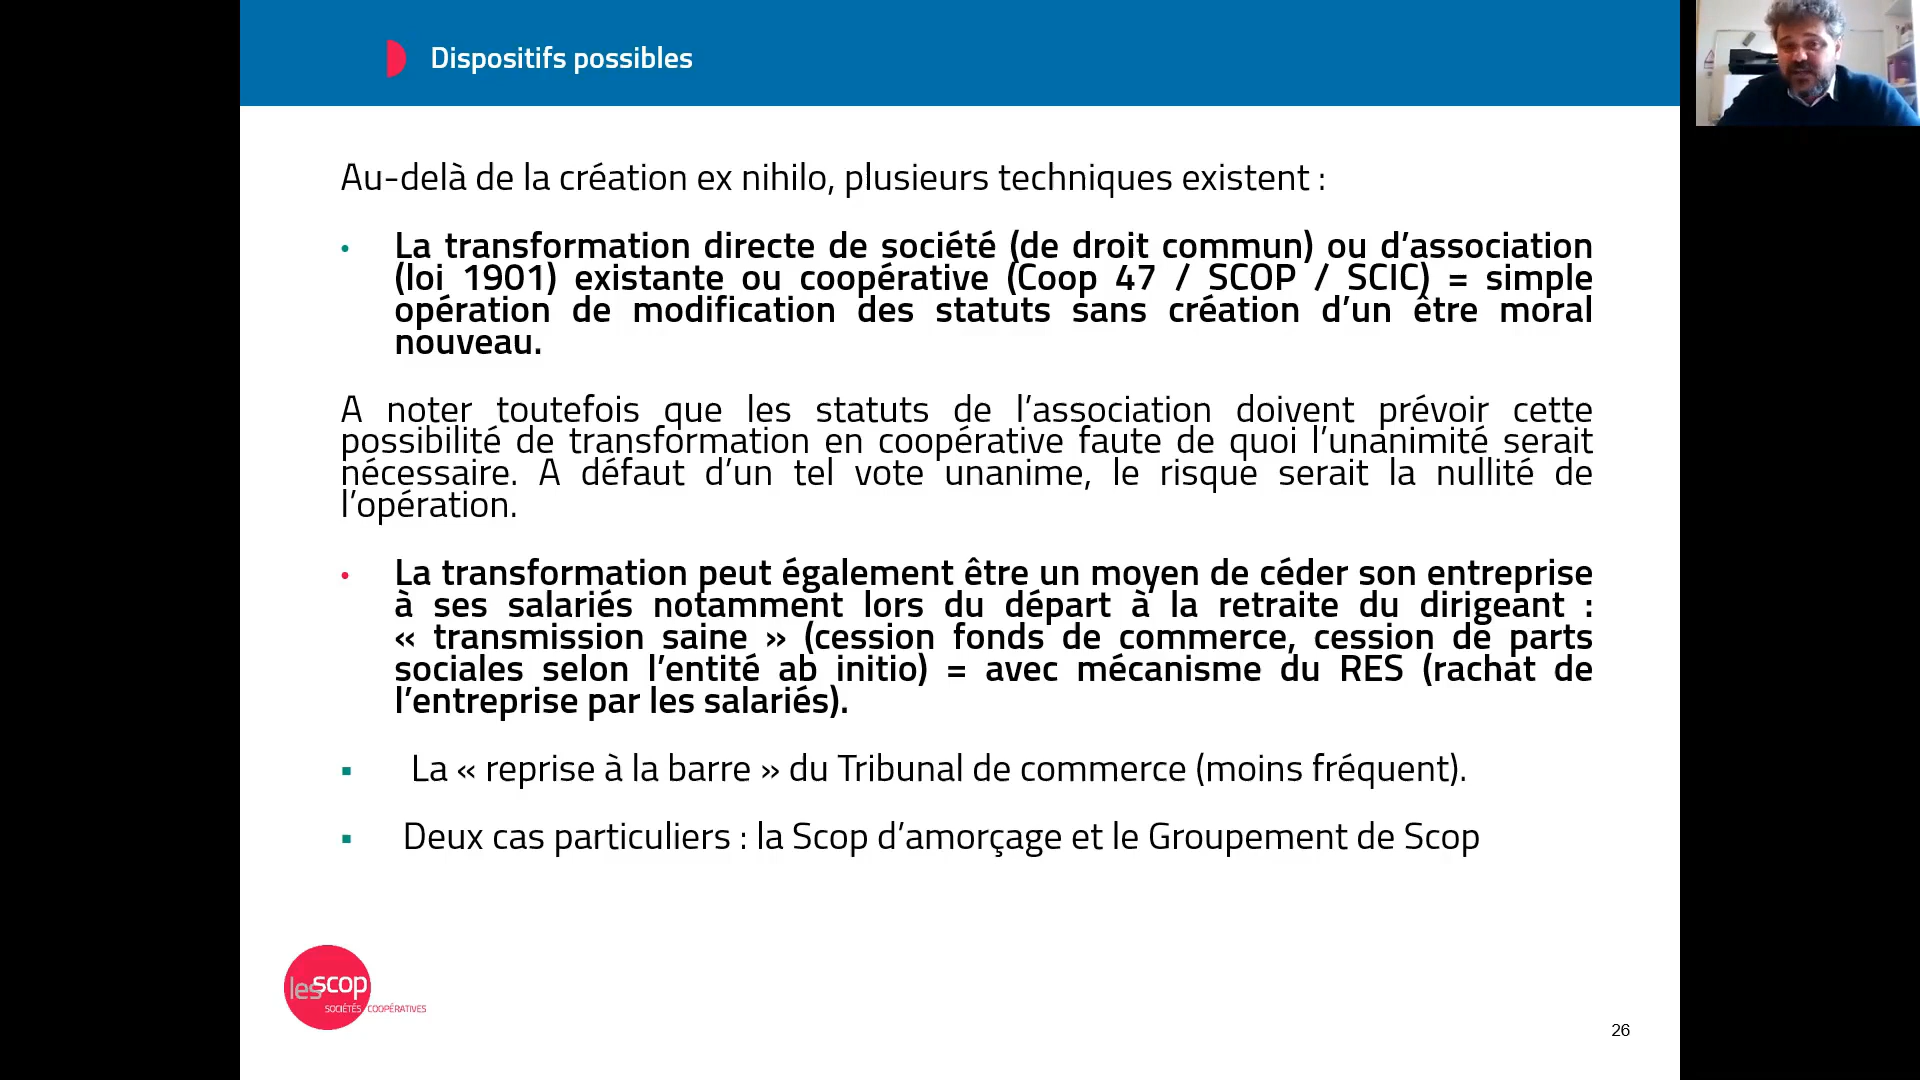 Dispositifs possibles
Au-delà de la création ex nihilo, plusieurs techniques existent :
• La transformation directe de société (de droit commun) ou d’association
(loi 1901) existante ou coopérative (Coop 47 / SCOP / SCIC) = simple
opération de modification des statuts sans création d’un être moral
nouveau.
A noter toutefois que les statuts de l’association doivent prévoir cette
possibilité de transformation en coopérative faute de quoi l’unanimité serait
nécessaire. A défaut d’un tel vote unanime, le risque serait la nullité de
l’opération.
• La transformation peut également être un moyen de céder son entreprise
à ses salariés notamment lors du départ à la retraite du dirigeant :
« transmission saine » (cession fonds de commerce, cession de parts
sociales selon l’entité ab initio) = avec mécanisme du RES (rachat de
l’entreprise par les salariés).
▪ La « reprise à la barre » du Tribunal de commerce (moins fréquent).
▪ Deux cas particuliers : la Scop d’amorçage et le Groupement de Scop
les scop
SOCIÉTÉS COOPÉRATIVES
26